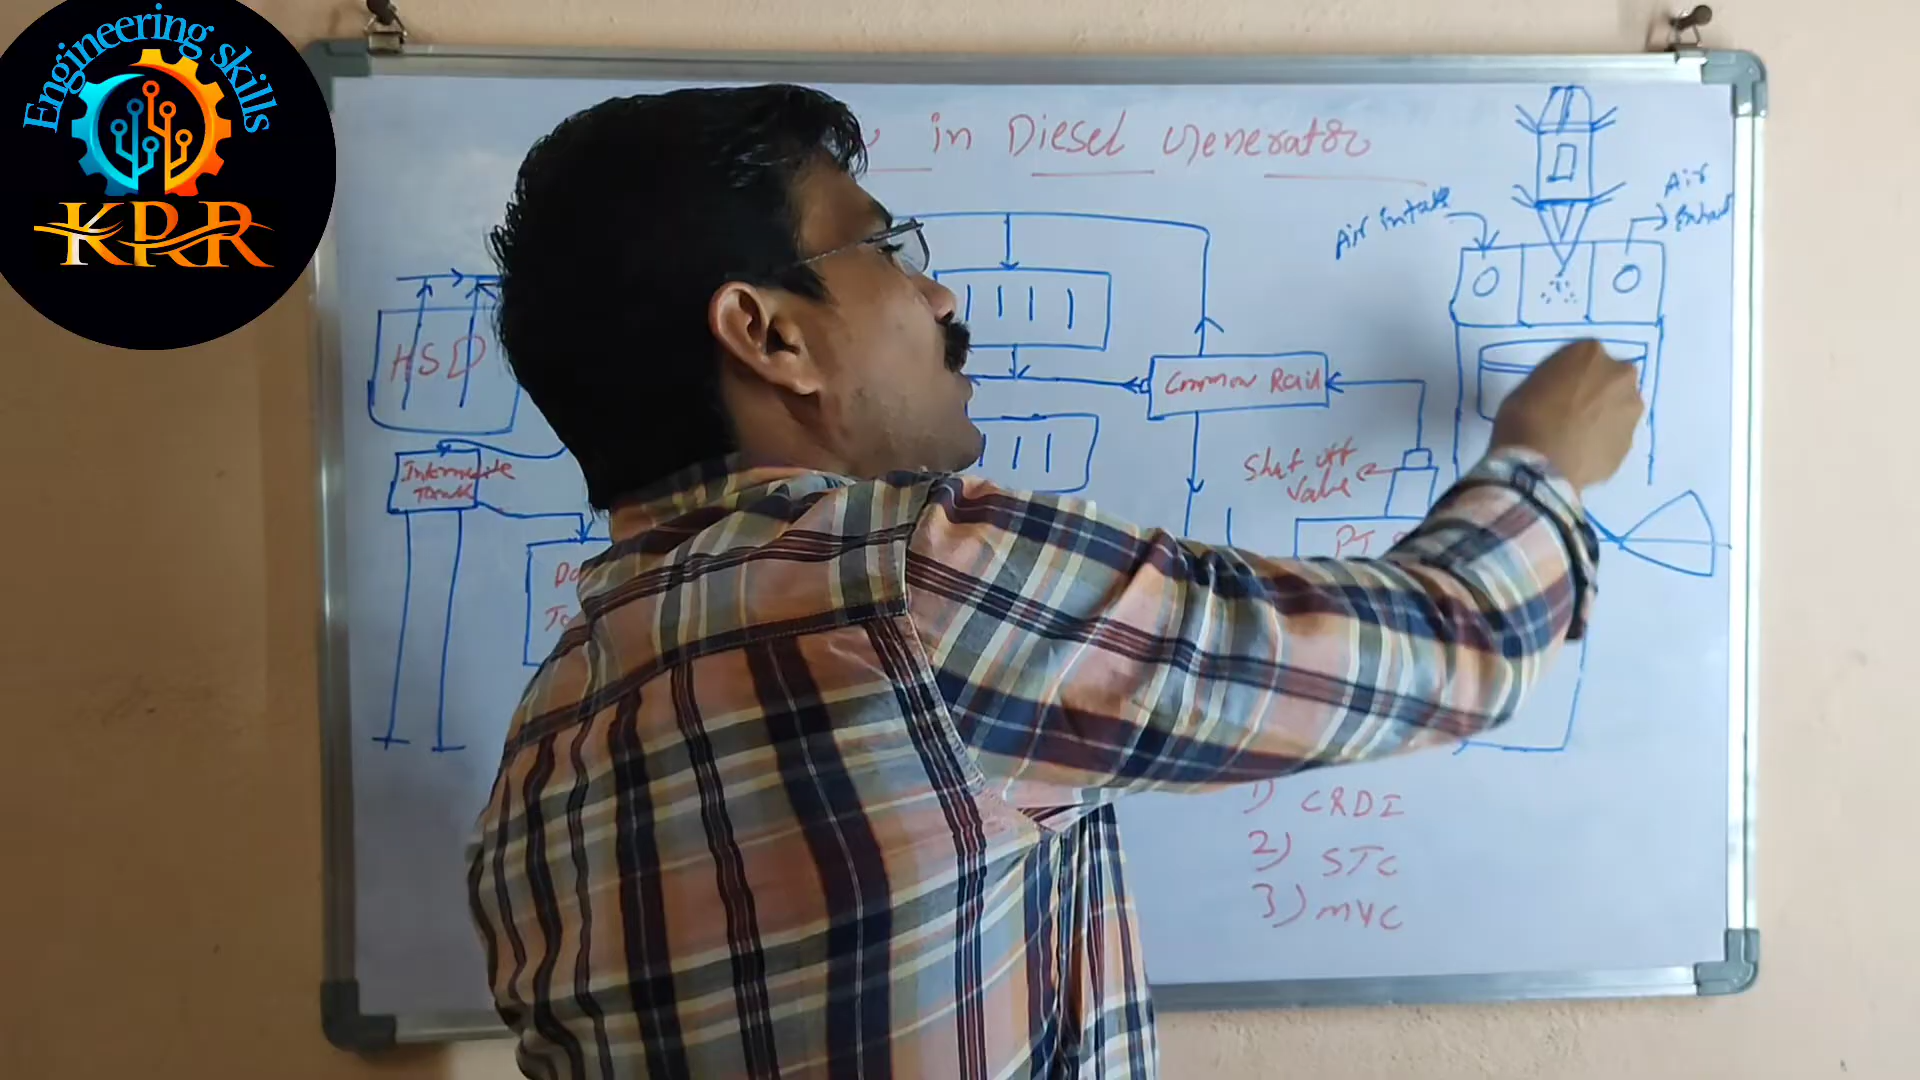 Engineering skills
KRR
in Diesel Generator
Air intake
Air
HSD
Common Rail
Intermediate
Tank
Shut off
Valve
PT
1) CRDI
2) STC
3) MVC